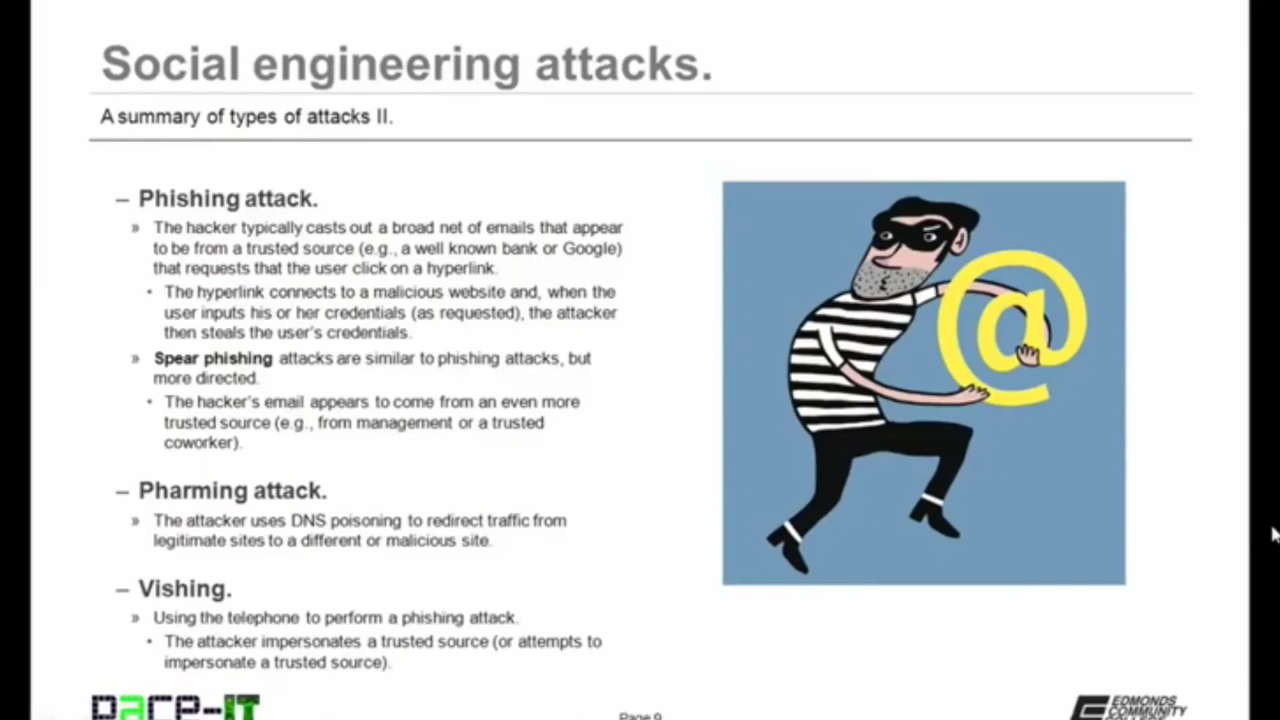 Social engineering attacks.
A summary of types of attacks II.
– Phishing attack.
» The hacker typically casts out a broad net of emails that appear
to be from a trusted source (e.g., a well known bank or Google)
that requests that the user click on a hyperlink.
• The hyperlink connects to a malicious website and, when the
user inputs his or her credentials (as requested), the attacker
then steals the user's credentials.
» Spear phishing attacks are similar to phishing attacks, but
more directed.
• The hacker's email appears to come from an even more
trusted source (e.g., from management or a trusted
coworker).
– Pharming attack.
» The attacker uses DNS poisoning to redirect traffic from
legitimate sites to a different or malicious site.
– Vishing.
» Using the telephone to perform a phishing attack.
• The attacker impersonates a trusted source (or attempts to
impersonate a trusted source).
@
PACE-IT
Page 9
EDMONDS
COMMUNITY